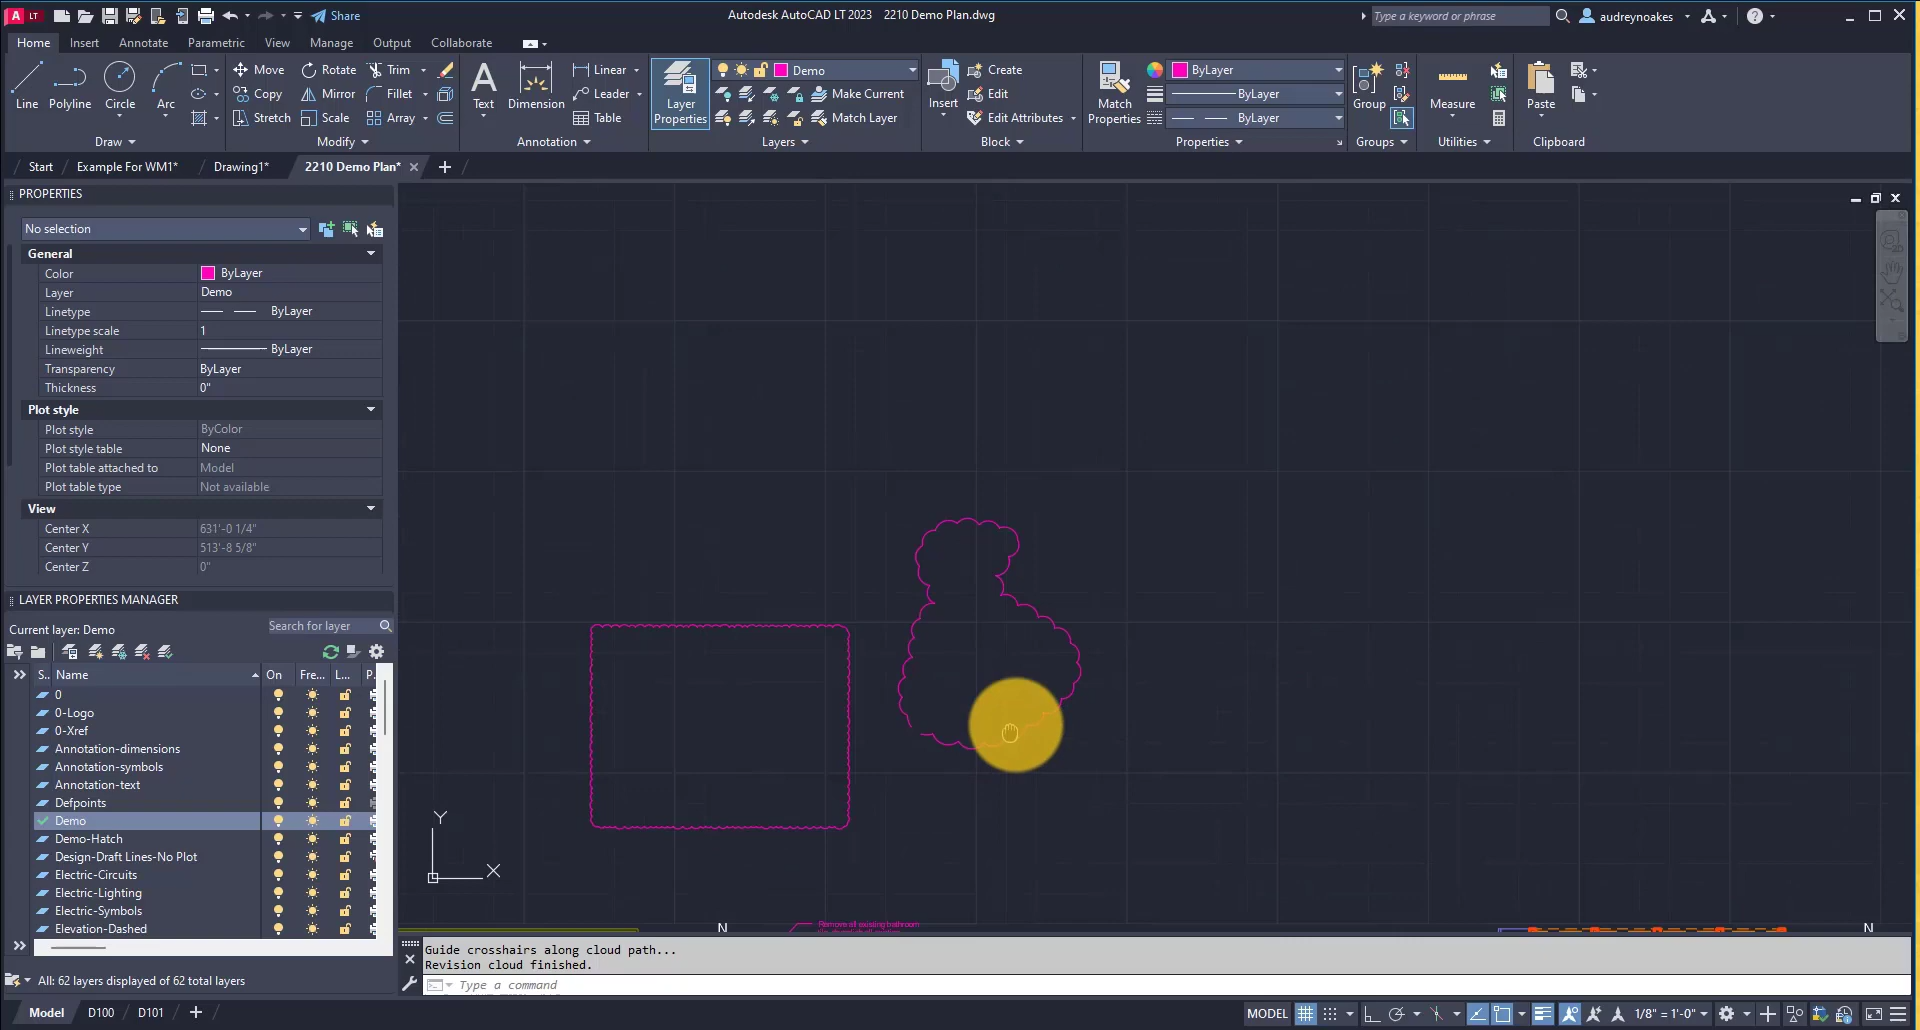 A LT
Share
Autodesk AutoCAD LT 2023 2210 Demo Plan.dwg
Type a keyword or phrase
audreynoakes
Home Insert Annotate Parametric View Manage Output Collaborate
Line Polyline Circle Arc
Move Rotate Trim
Copy Mirror Fillet
Stretch Scale Array
Text Dimension
Linear
Leader
Table
Layer Properties
Demo
Make Current
Match Layer
Insert
Create
Edit
Edit Attributes
Match Properties
ByLayer
ByLayer
ByLayer
Group
Measure
Paste
Draw Modify Annotation Layers Block Properties Groups Utilities Clipboard
Start Example For WM1* Drawing1* 2210 Demo Plan*
PROPERTIES
No selection
General
Color ByLayer
Layer Demo
Linetype ByLayer
Linetype scale 1
Lineweight ByLayer
Transparency ByLayer
Thickness 0"
Plot style
Plot style ByColor
Plot style table None
Plot table attached to Model
Plot table type Not available
View
Center X 631'-0 1/4"
Center Y 513'-8 5/8"
Center Z 0"
LAYER PROPERTIES MANAGER
Current layer: Demo
Search for layer
S.. Name On Fre... L... P..
0
0-Logo
0-Xref
Annotation-dimensions
Annotation-symbols
Annotation-text
Defpoints
Demo
Demo-Hatch
Design-Draft Lines-No Plot
Electric-Circuits
Electric-Lighting
Electric-Symbols
Elevation-Dashed
All: 62 layers displayed of 62 total layers
Y
X
N
Remove all existing bathroom
N
Guide crosshairs along cloud path...
Revision cloud finished.
Type a command
Model D100 D101
MODEL
1/8" = 1'-0"